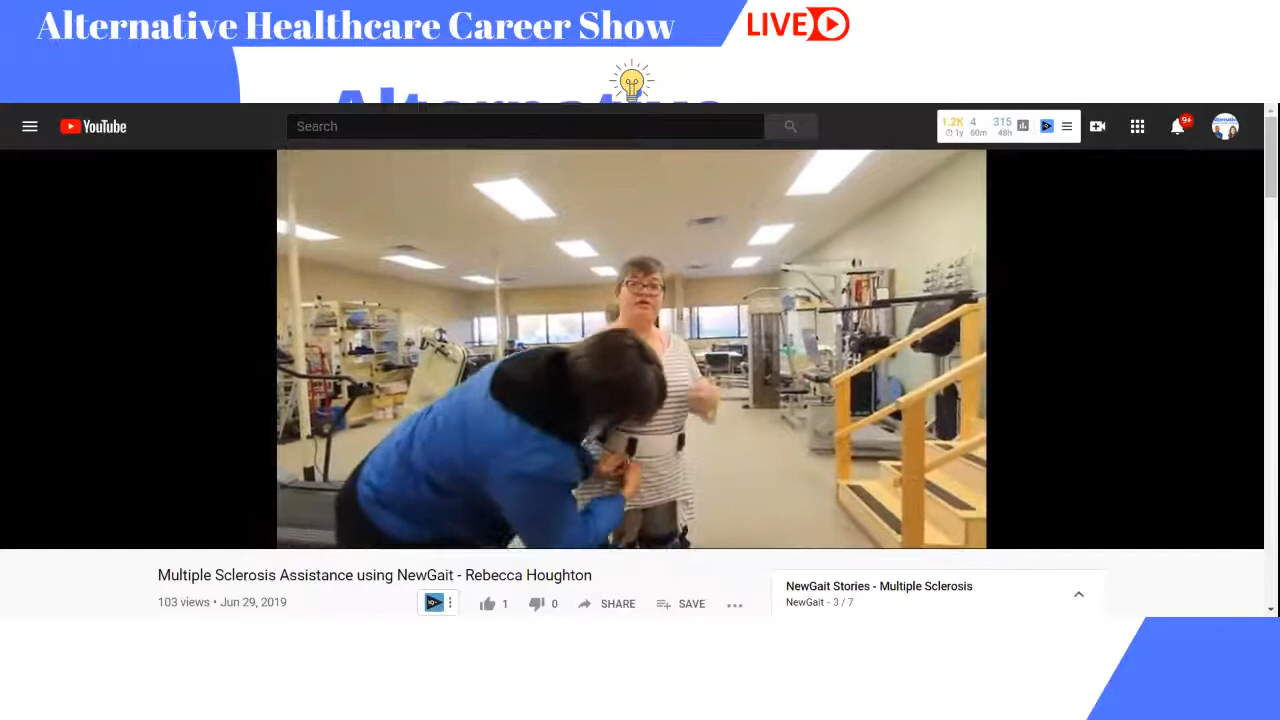 Alternative Healthcare Career Show
LIVE
Alternative
YouTube
Search
1.2K 4 315
1y 60m 48h
9+
Multiple Sclerosis Assistance using NewGait - Rebecca Houghton
103 views • Jun 29, 2019
1 0 SHARE SAVE
NewGait Stories - Multiple Sclerosis
NewGait - 3 / 7